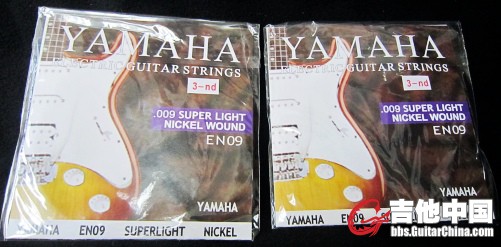 YAMAHA
ELECTRIC GUITAR STRINGS
3-nd
.009 SUPER LIGHT
NICKEL WOUND
EN09
YAMAHA
YAMAHA EN09 SUPERLIGHT NICKEL
YAMAHA
ELECTRIC GUITAR STRINGS
3-nd
.009 SUPER LIGHT
NICKEL WOUND
EN09
YAMAHA
YAMAHA EN09
吉他中国
bbs.GuitarChina.com